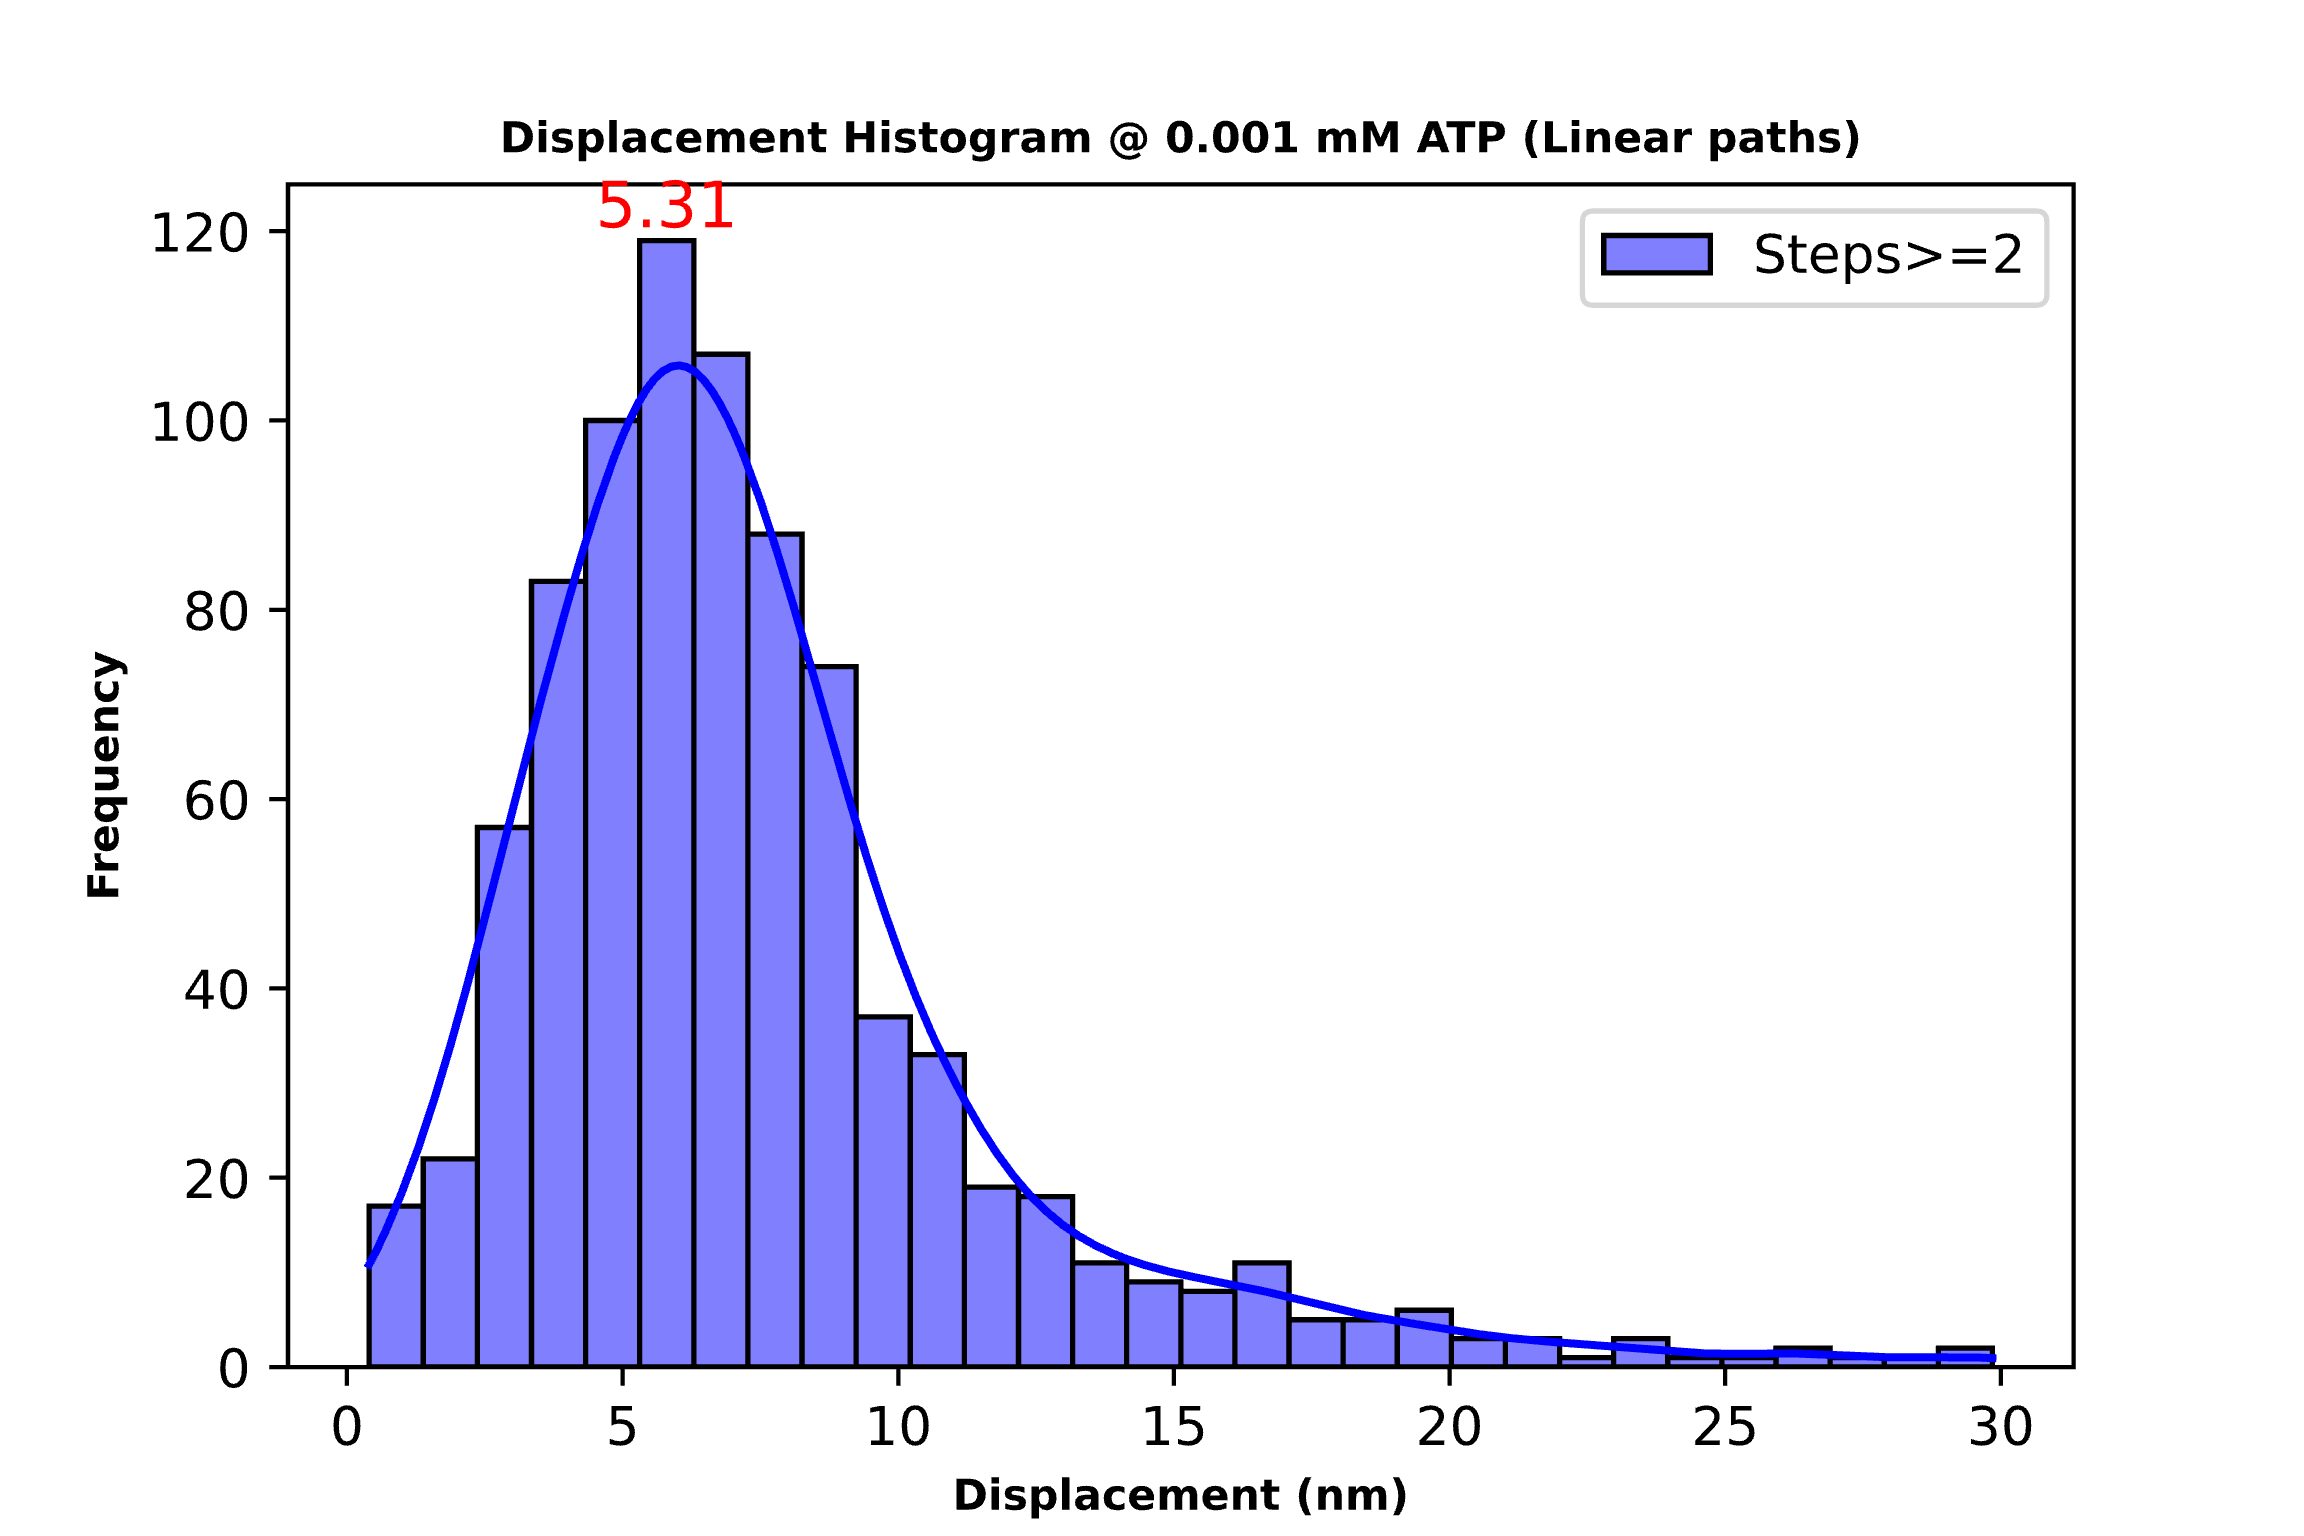 Displacement Histogram @ 0.001 mM ATP (Linear paths)
5.31
Steps>=2
120
100
80
60
40
20
0
Frequency
0 5 10 15 20 25 30
Displacement (nm)